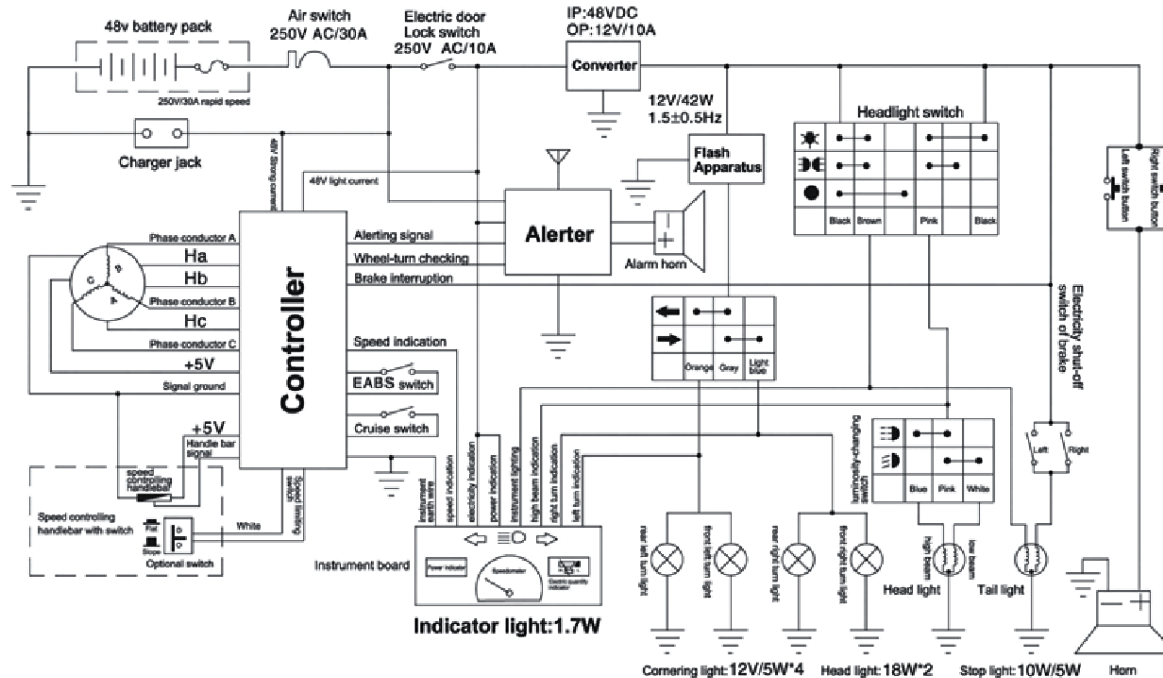 48v battery pack
Air switch
250V AC/30A
Electric door
Lock switch
250V AC/10A
IP:48VDC
OP:12V/10A
Converter
250V/30A rapid speed
Charger jack
48V Strong current
48V light current
12V/42W
1.5±0.5Hz
Flash
Apparatus
Headlight switch
Black
Brown
Pink
Black
Left switch button
Right switch button
Alerter
Alarm horn
Controller
Phase conductor A
Ha
Hb
Phase conductor B
Hc
Phase conductor C
+5V
Signal ground
+5V
Handle bar
signal
A
B
C
Alerting signal
Wheel-turn checking
Brake interruption
Speed indication
EABS switch
Cruise switch
Orange
Gray
Light
blue
Electricity shut-off
switch of brake
Left
Right
luminosity-changing
switch
Blue
Pink
White
speed
controlling
handlebar
Speed controlling
handlebar with switch
Flat
Slope
Optional switch
White
Speed limiting
switch
instrument
earth wire
speed indication
electricity indication
power indication
instrument lighting
high beam indication
right turn indication
left turn indication
Instrument board
Power indicator
Speedometer
Electric quantity
indicator
Indicator light:1.7W
rear left turn light
front left turn light
rear right turn light
front right turn light
high beam
low beam
Head light
Tail light
Cornering light: 12V/5W*4
Head light: 18W*2
Stop light: 10W/5W
Horn